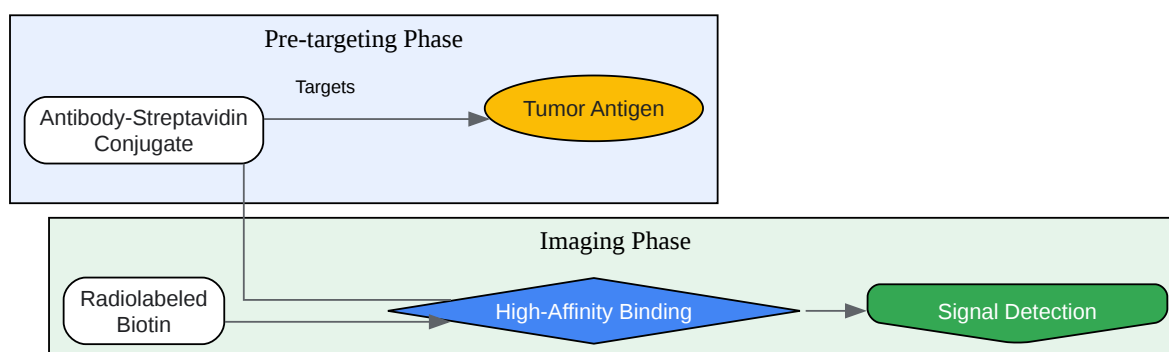 Pre-targeting Phase
Targets
Antibody-Streptavidin
Conjugate
Tumor Antigen
Imaging Phase
Radiolabeled
Biotin
High-Affinity Binding
Signal Detection